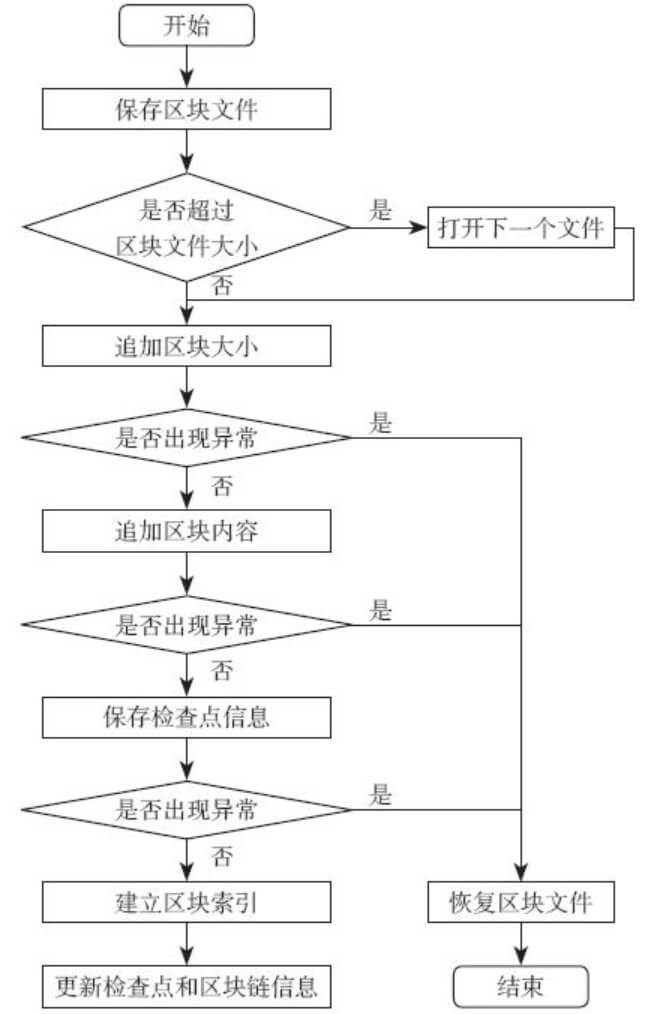 开始
保存区块文件
是否超过
区块文件大小
是
打开下一个文件
否
追加区块大小
是否出现异常
是
否
追加区块内容
是否出现异常
是
否
保存检查点信息
是否出现异常
是
否
建立区块索引
恢复区块文件
更新检查点和区块链信息
结束